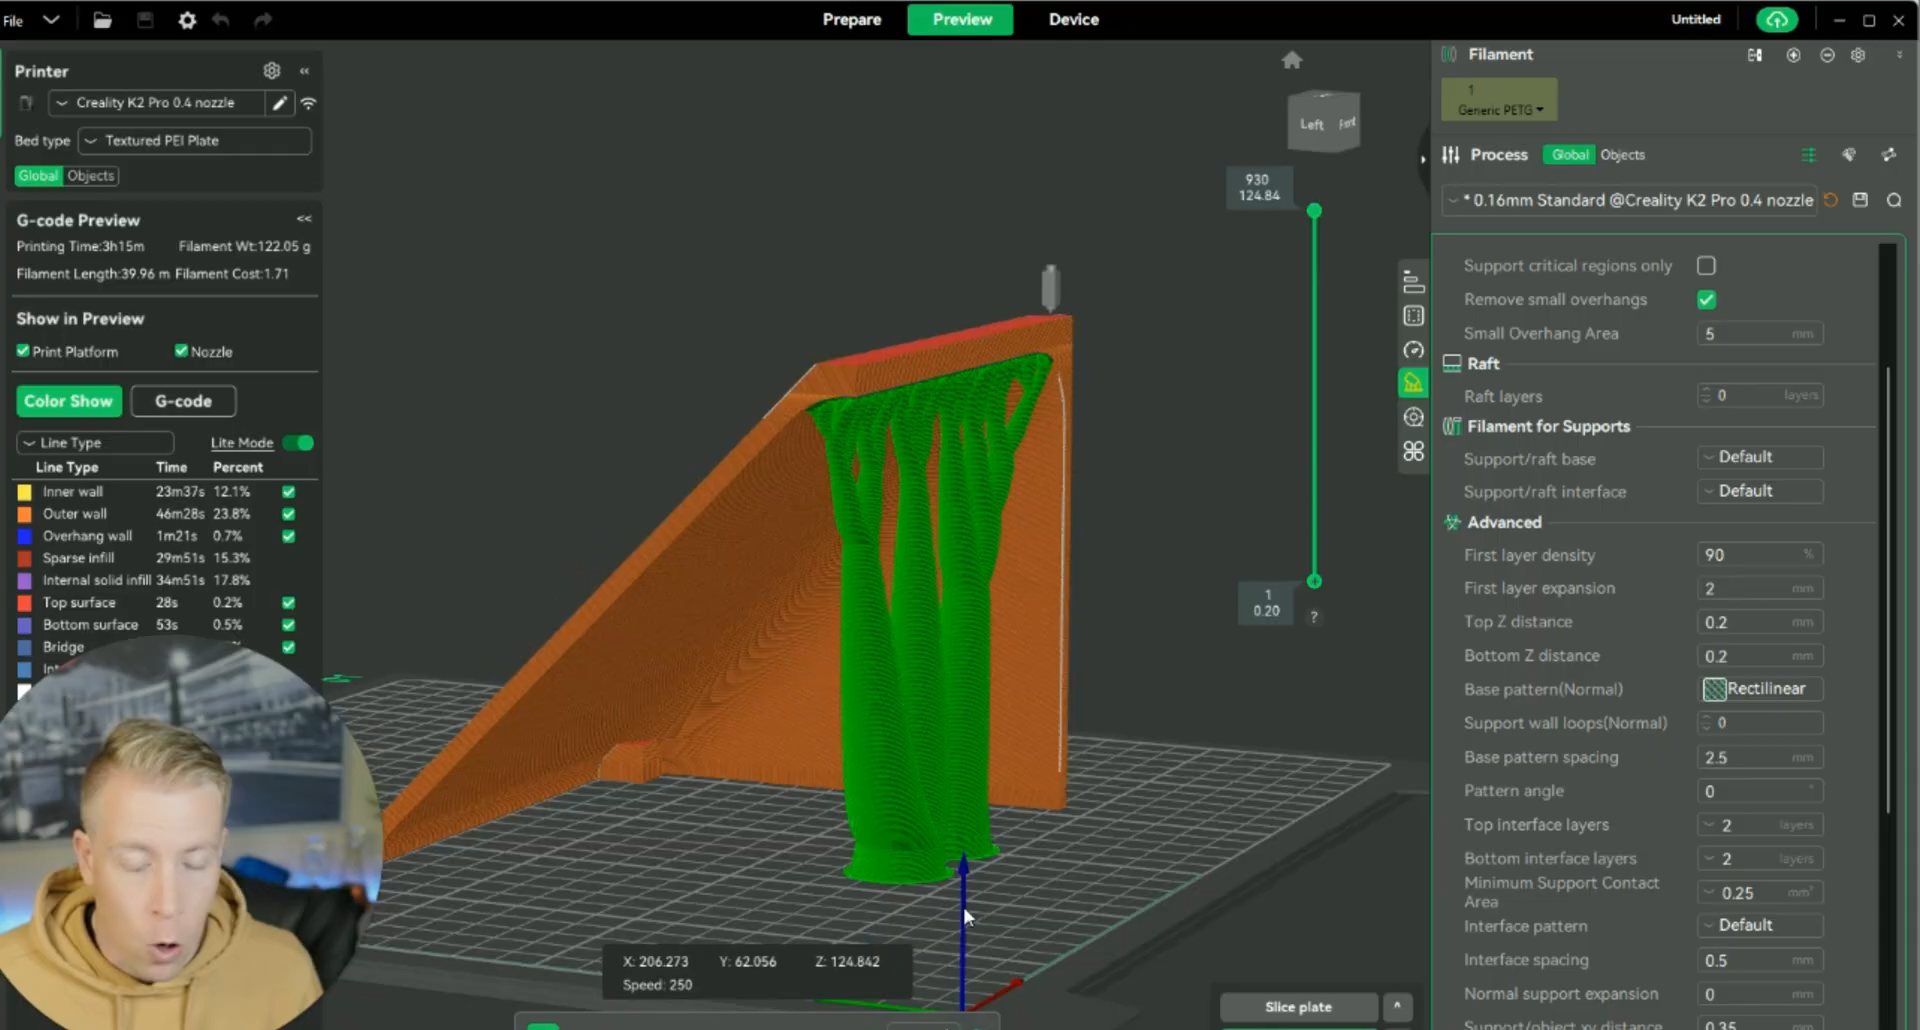 File
Prepare
Preview
Device
Untitled
Printer
Creality K2 Pro 0.4 nozzle
Bed type
Textured PEI Plate
Global
Objects
G-code Preview
Printing Time:3h15m
Filament Wt:122.05 g
Filament Length:39.96 m
Filament Cost:1.71
Show in Preview
Print Platform
Nozzle
Color Show
G-code
Line Type
Lite Mode
Line Type Time Percent
Inner wall 23m37s 12.1%
Outer wall 46m28s 23.8%
Overhang wall 1m21s 0.7%
Sparse infill 29m51s 15.3%
Internal solid infill 34m51s 17.8%
Top surface 28s 0.2%
Bottom surface 53s 0.5%
Bridge
Left
930
124.84
1
0.20
?
X: 206.273 Y: 62.056 Z: 124.842
Speed: 250
Slice plate
Filament
1
Generic PETG
Process
Global
Objects
* 0.16mm Standard @Creality K2 Pro 0.4 nozzle
Support critical regions only
Remove small overhangs
Small Overhang Area 5 mm
Raft
Raft layers 0 layers
Filament for Supports
Support/raft base Default
Support/raft interface Default
Advanced
First layer density 90 %
First layer expansion 2 mm
Top Z distance 0.2 mm
Bottom Z distance 0.2 mm
Base pattern(Normal) Rectilinear
Support wall loops(Normal) 0
Base pattern spacing 2.5 mm
Pattern angle 0 °
Top interface layers 2 layers
Bottom interface layers 2 layers
Minimum Support Contact
Area 0.25 mm²
Interface pattern Default
Interface spacing 0.5 mm
Normal support expansion 0 mm
Support/object xy distance 0.35 mm